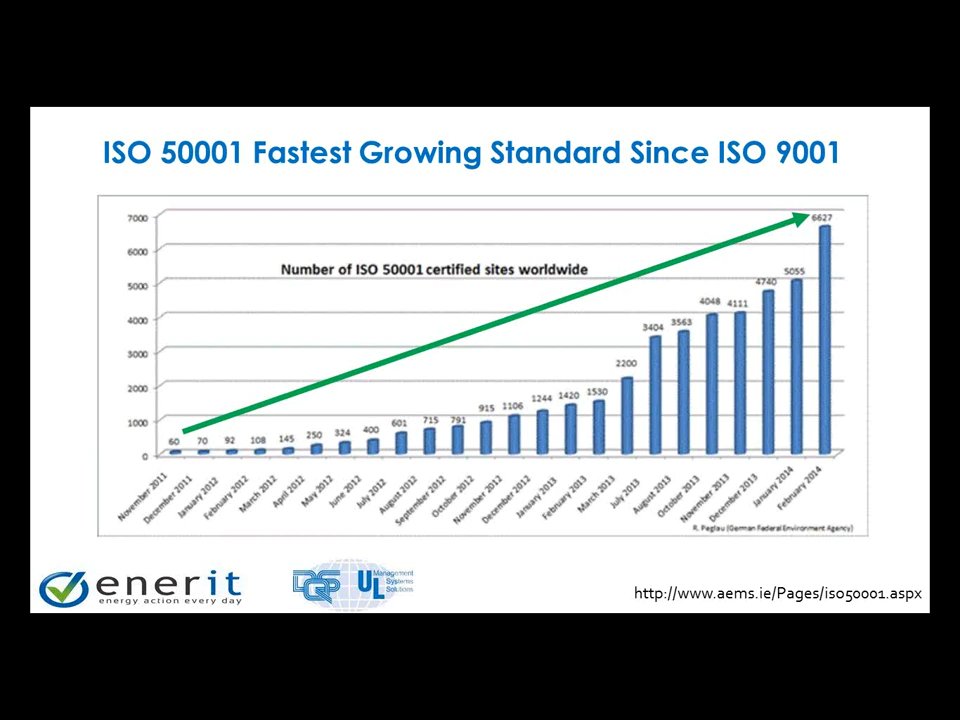 ISO 50001 Fastest Growing Standard Since ISO 9001
Number of ISO 50001 certified sites worldwide
7000
6000
5000
4000
3000
2000
1000
0
60 70 92 108 145 250 324 400 601 715 791 915 1106 1244 1420 1530 2200 3404 3563 4048 4111 4740 5055 6627
November 2011
December 2011
January 2012
February 2012
March 2012
April 2012
May 2012
June 2012
July 2012
August 2012
September 2012
October 2012
November 2012
December 2012
January 2013
February 2013
March 2013
July 2013
August 2013
October 2013
November 2013
December 2013
January 2014
February 2014
R. Peglau (German Federal Environment Agency)
enerit
energy action every day
DQS
UL
Management
Systems
Solutions
http://www.aems.ie/Pages/iso50001.aspx